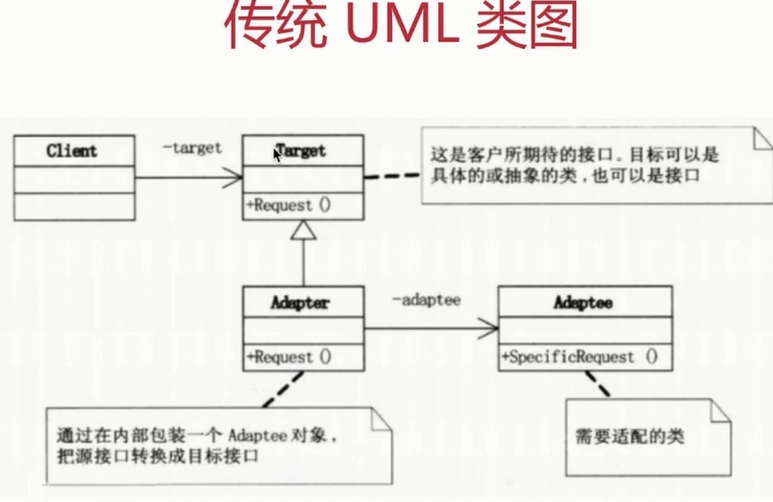 传统 UML 类图
Client
-target
Target
+Request ()
这是客户所期待的接口。目标可以是
具体的或抽象的类,也可以是接口
Adapter
+Request ()
-adaptee
Adaptee
+SpecificRequest ()
通过在内部包装一个 Adaptee 对象,
把源接口转换成目标接口
需要适配的类